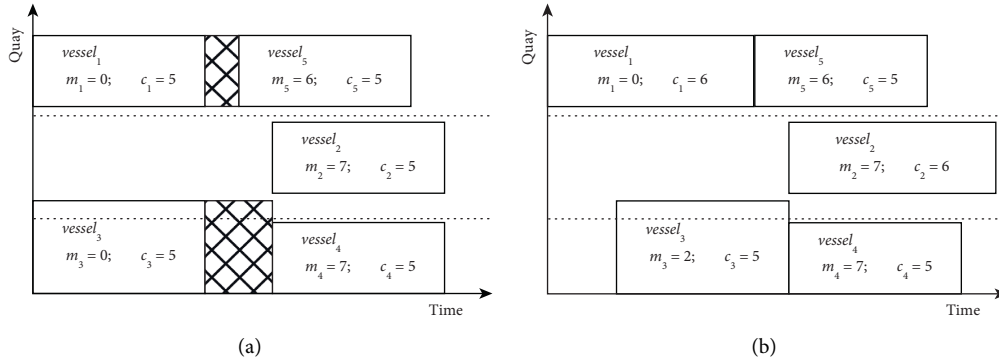 Quay
vessel1
m1 = 0; c1 = 5
vessel5
m5 = 6; c5 = 5
vessel2
m2 = 7; c2 = 5
vessel3
m3 = 0; c3 = 5
vessel4
m4 = 7; c4 = 5
Time
(a)
Quay
vessel1
m1 = 0; c1 = 6
vessel5
m5 = 6; c5 = 5
vessel2
m2 = 7; c2 = 6
vessel3
m3 = 2; c3 = 5
vessel4
m4 = 7; c4 = 5
Time
(b)